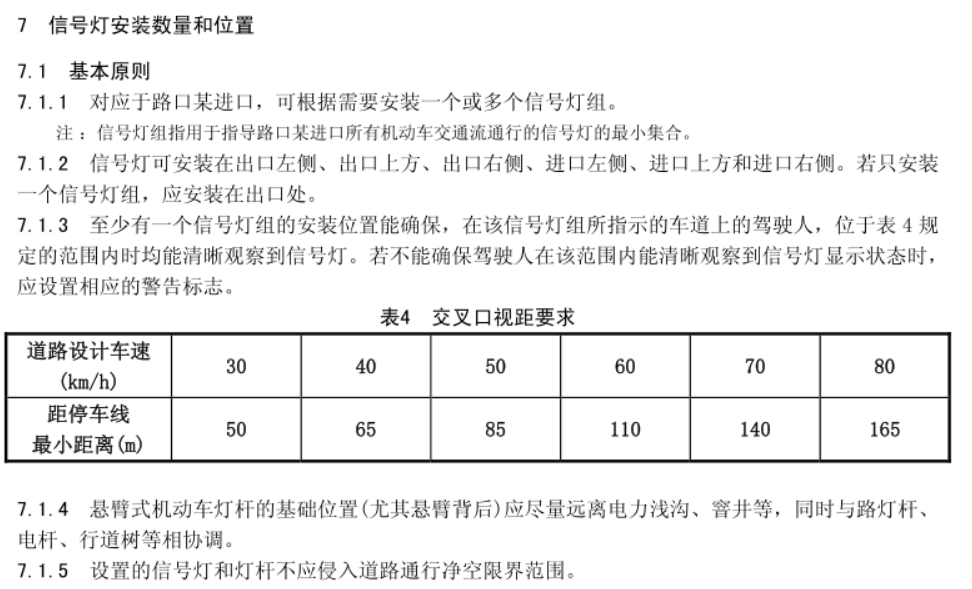 7 信号灯安装数量和位置
7.1 基本原则
7.1.1 对应于路口某进口，可根据需要安装一个或多个信号灯组。
注：信号灯组指用于指导路口某进口所有机动车交通流通行的信号灯的最小集合。
7.1.2 信号灯可安装在出口左侧、出口上方、出口右侧、进口左侧、进口上方和进口右侧。若只安装
一个信号灯组，应安装在出口处。
7.1.3 至少有一个信号灯组的安装位置能确保，在该信号灯组所指示的车道上的驾驶人，位于表 4 规
定的范围内时均能清晰观察到信号灯。若不能确保驾驶人在该范围内能清晰观察到信号灯显示状态时，
应设置相应的警告标志。
表4 交叉口视距要求
道路设计车速
(km/h) 30 40 50 60 70 80
距停车线
最小距离(m) 50 65 85 110 140 165
7.1.4 悬臂式机动车灯杆的基础位置(尤其悬臂背后)应尽量远离电力浅沟、窨井等，同时与路灯杆、
电杆、行道树等相协调。
7.1.5 设置的信号灯和灯杆不应侵入道路通行净空限界范围。